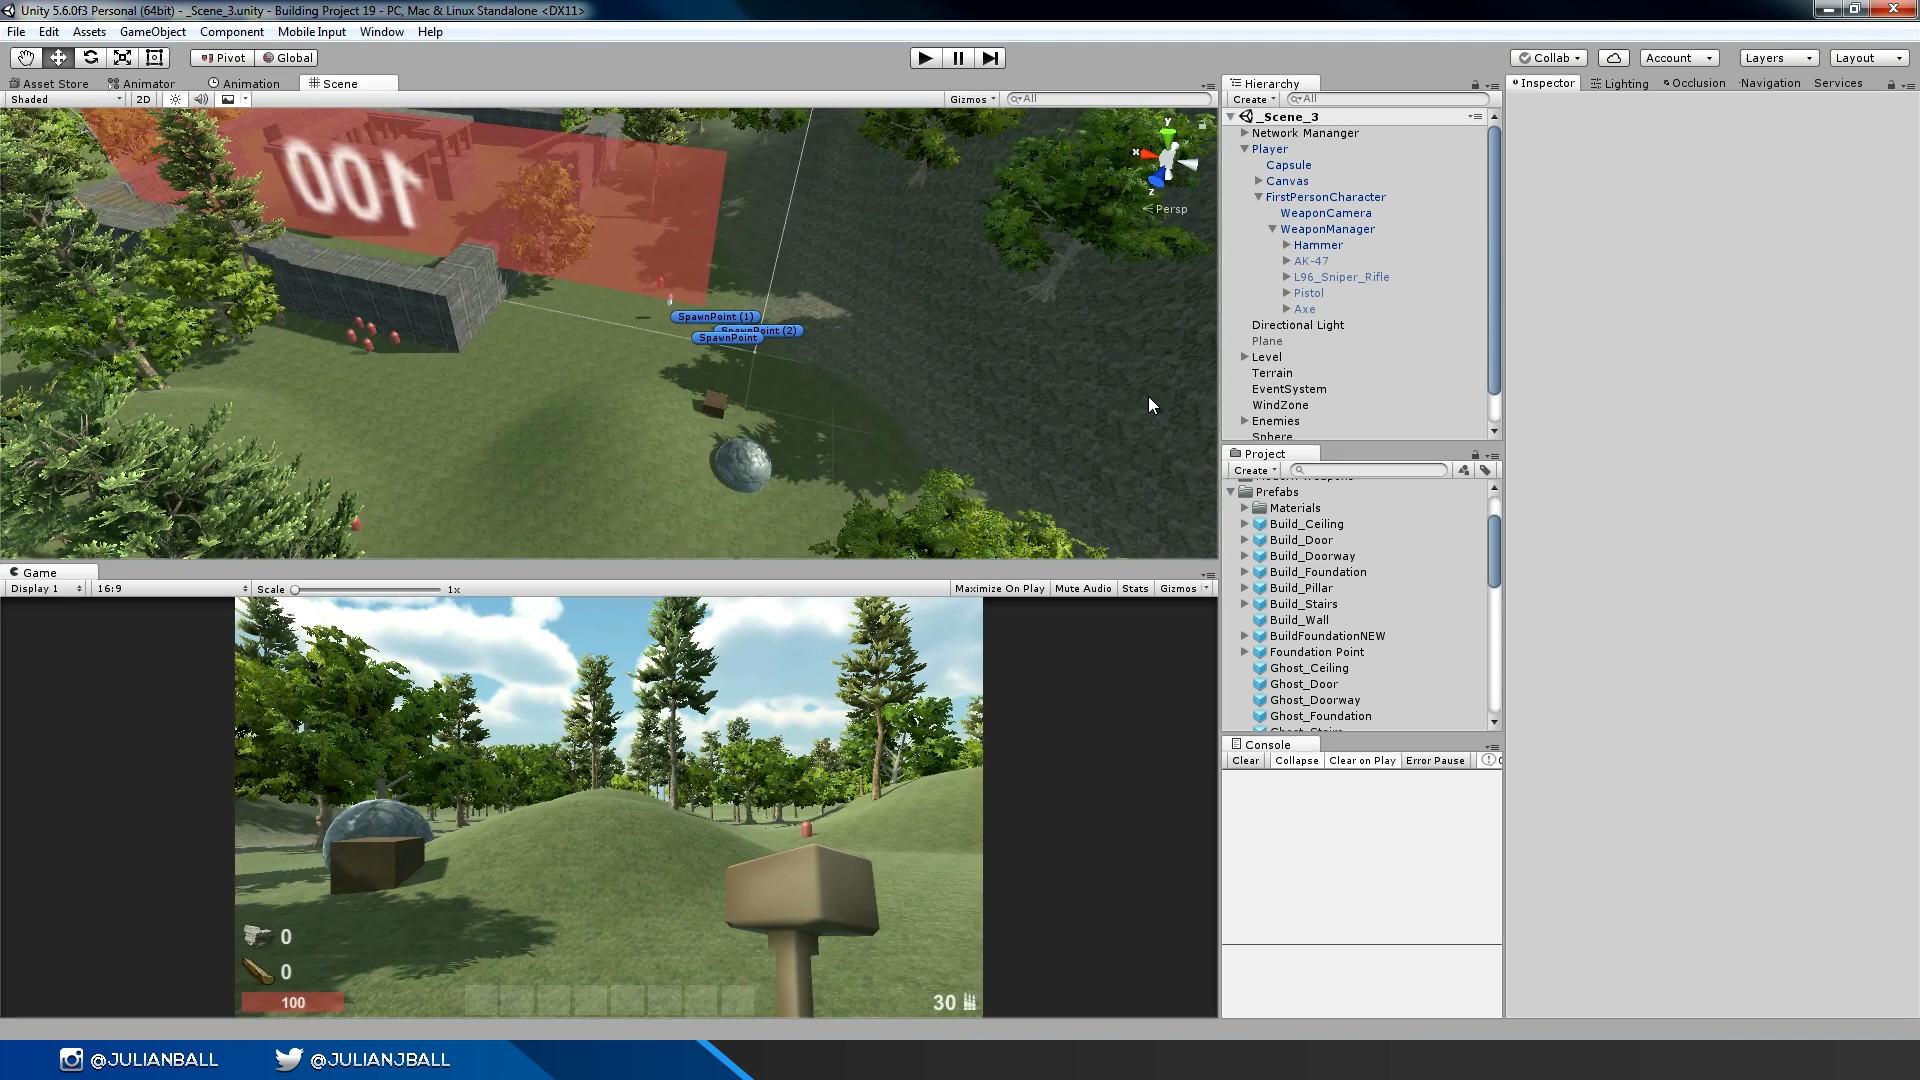 Unity 5.6.0f3 Personal (64bit) - _Scene_3.unity - Building Project 19 - PC, Mac & Linux Standalone <DX11>
File Edit Assets GameObject Component Mobile Input Window Help
Pivot Global
Collab Account Layers Layout
Asset Store Animator Animation Scene
Shaded 2D Gizmos All
100
y
x
z
Persp
SpawnPoint (1)
SpawnPoint (2)
SpawnPoint
Game
Display 1 16:9 Scale 1x Maximize On Play Mute Audio Stats Gizmos
0
0
100
30
Hierarchy
Create All
_Scene_3
Network Mananger
Player
Capsule
Canvas
FirstPersonCharacter
WeaponCamera
WeaponManager
Hammer
AK-47
L96_Sniper_Rifle
Pistol
Axe
Directional Light
Plane
Level
Terrain
EventSystem
WindZone
Enemies
Sphere
Project
Create
Prefabs
Materials
Build_Ceiling
Build_Door
Build_Doorway
Build_Foundation
Build_Pillar
Build_Stairs
Build_Wall
BuildFoundationNEW
Foundation Point
Ghost_Ceiling
Ghost_Door
Ghost_Doorway
Ghost_Foundation
Console
Clear Collapse Clear on Play Error Pause
Inspector Lighting Occlusion Navigation Services
@JULIANBALL @JULIANJBALL